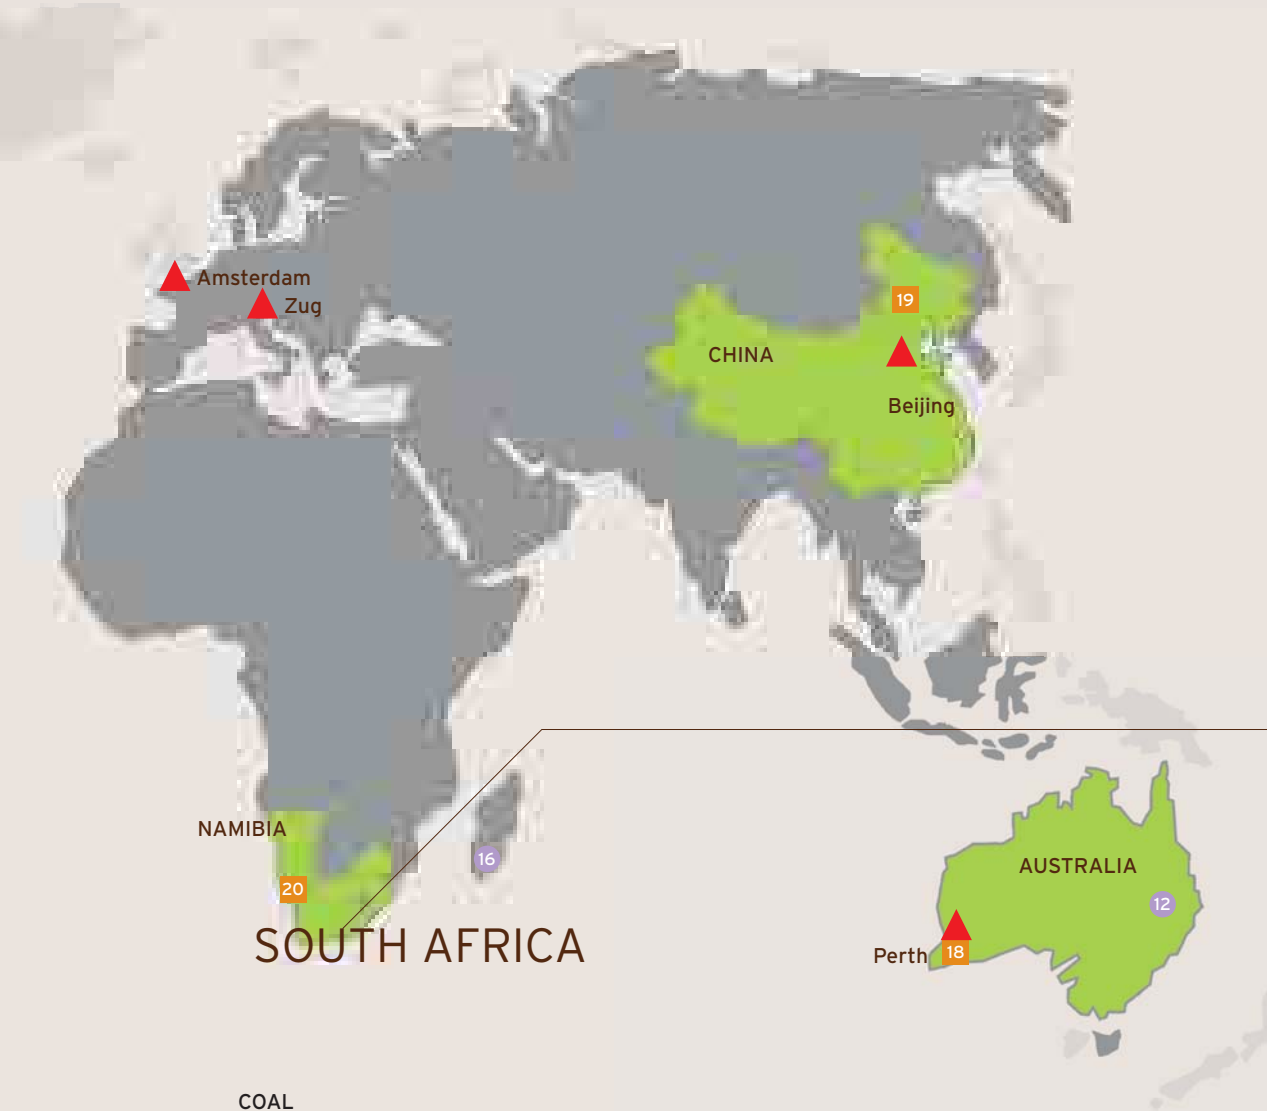 Amsterdam
Zug
19
CHINA
Beijing
NAMIBIA
16
20
AUSTRALIA
12
SOUTH AFRICA
Perth
18
COAL